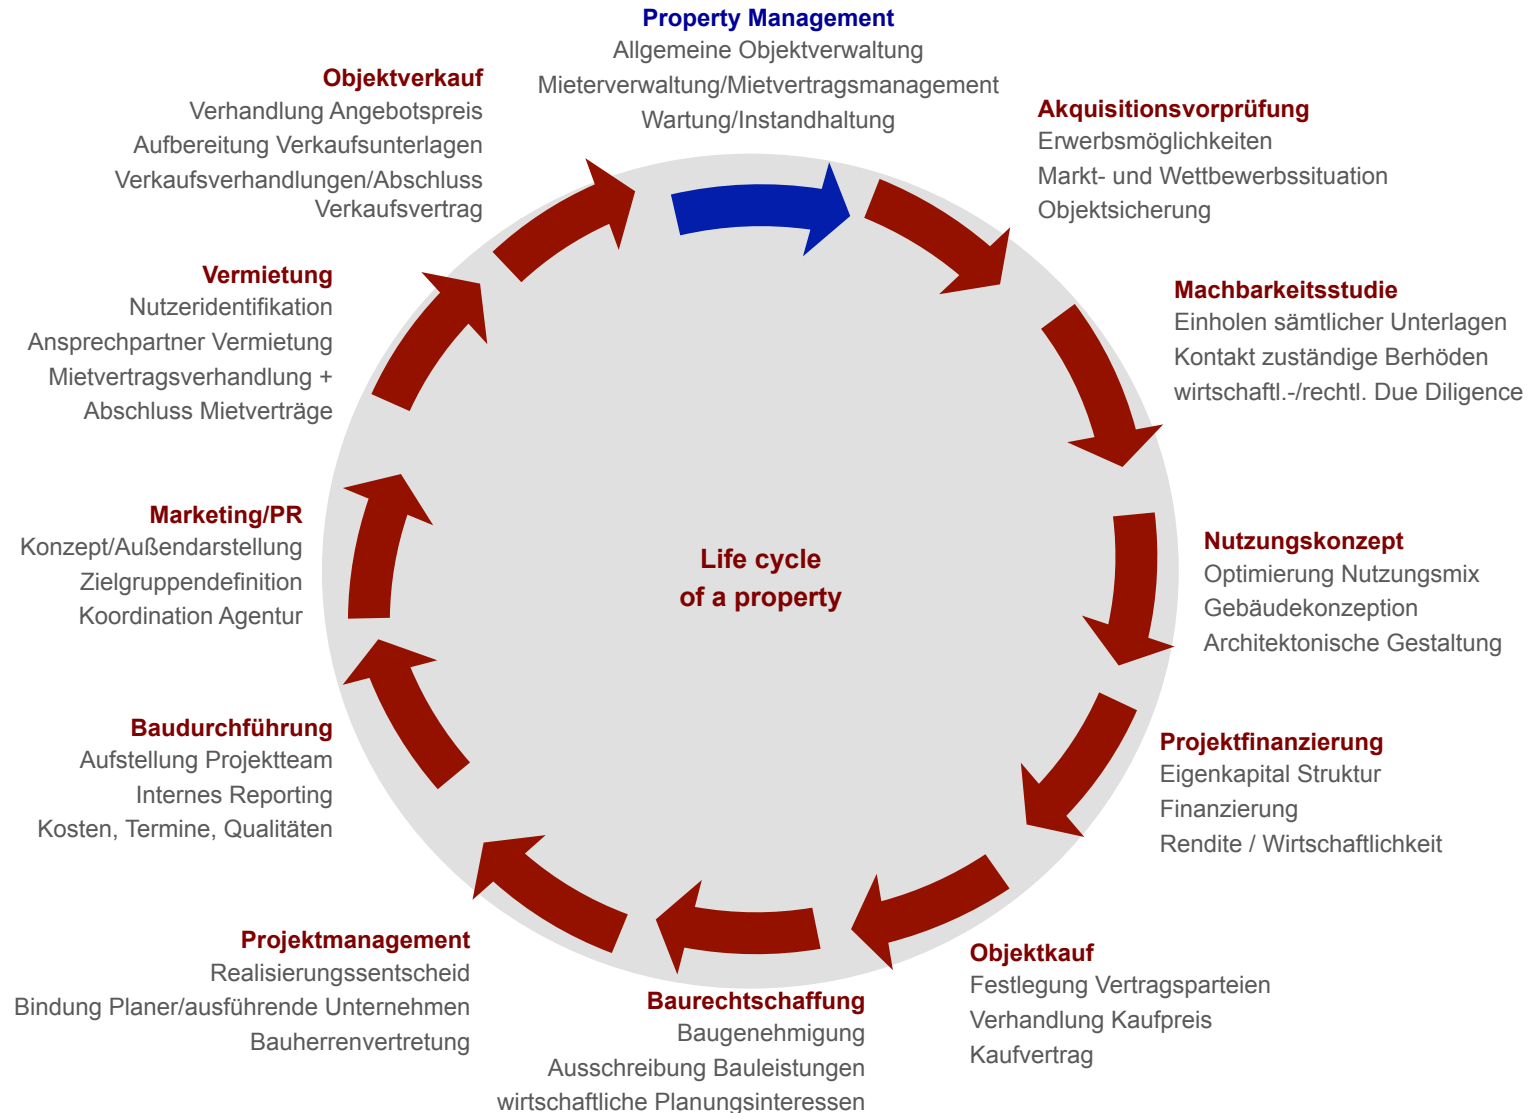 Property Management
Allgemeine Objektverwaltung
Mieterverwaltung/Mietvertragsmanagement
Wartung/Instandhaltung
Akquisitionsvorprüfung
Erwerbsmöglichkeiten
Markt- und Wettbewerbssituation
Objektsicherung
Machbarkeitsstudie
Einholen sämtlicher Unterlagen
Kontakt zuständige Berhöden
wirtschaftl.-/rechtl. Due Diligence
Nutzungskonzept
Optimierung Nutzungsmix
Gebäudekonzeption
Architektonische Gestaltung
Projektfinanzierung
Eigenkapital Struktur
Finanzierung
Rendite / Wirtschaftlichkeit
Objektkauf
Festlegung Vertragsparteien
Verhandlung Kaufpreis
Kaufvertrag
Baurechtschaffung
Baugenehmigung
Ausschreibung Bauleistungen
wirtschaftliche Planungsinteressen
Projektmanagement
Realisierungssentscheid
Bindung Planer/ausführende Unternehmen
Bauherrenvertretung
Baudurchführung
Aufstellung Projektteam
Internes Reporting
Kosten, Termine, Qualitäten
Marketing/PR
Konzept/Außendarstellung
Zielgruppendefinition
Koordination Agentur
Vermietung
Nutzeridentifikation
Ansprechpartner Vermietung
Mietvertragsverhandlung +
Abschluss Mietverträge
Objektverkauf
Verhandlung Angebotspreis
Aufbereitung Verkaufsunterlagen
Verkaufsverhandlungen/Abschluss
Verkaufsvertrag
Life cycle
of a property